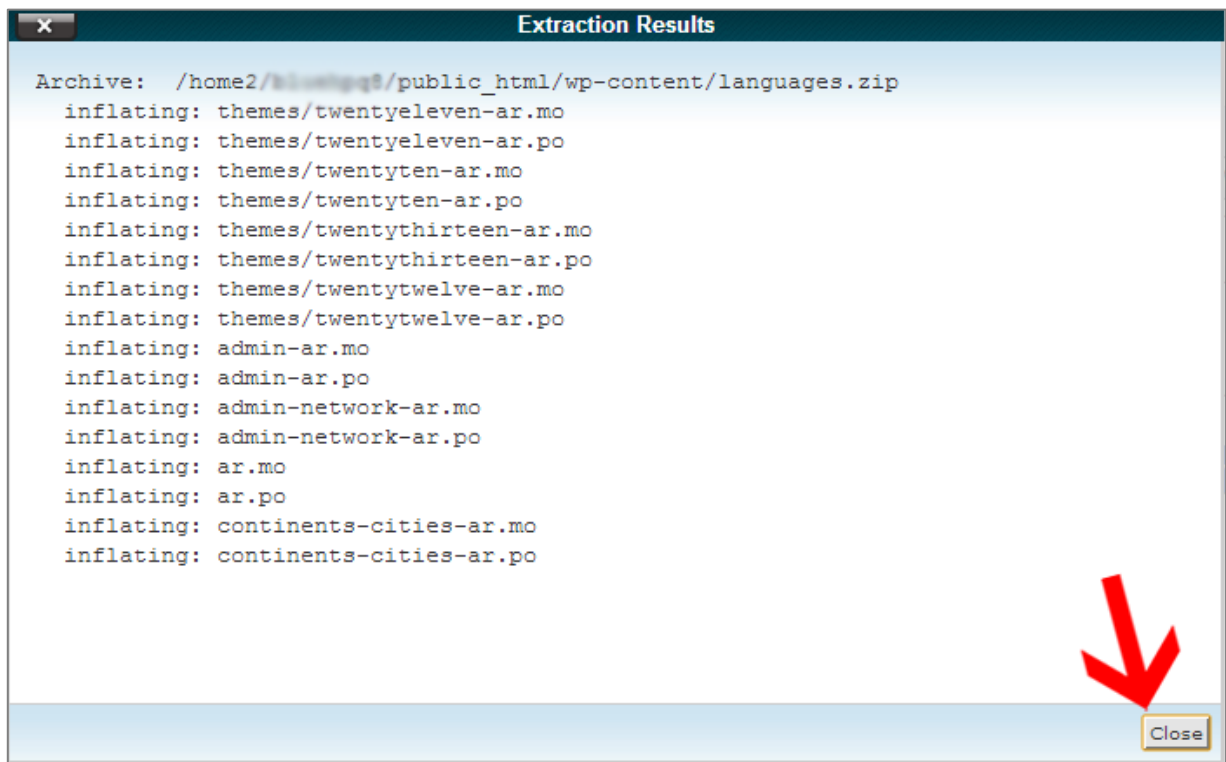 Extraction Results
Archive: /home2/ /public_html/wp-content/languages.zip
inflating: themes/twentyeleven-ar.mo
inflating: themes/twentyeleven-ar.po
inflating: themes/twentyten-ar.mo
inflating: themes/twentyten-ar.po
inflating: themes/twentythirteen-ar.mo
inflating: themes/twentythirteen-ar.po
inflating: themes/twentytwelve-ar.mo
inflating: themes/twentytwelve-ar.po
inflating: admin-ar.mo
inflating: admin-ar.po
inflating: admin-network-ar.mo
inflating: admin-network-ar.po
inflating: ar.mo
inflating: ar.po
inflating: continents-cities-ar.mo
inflating: continents-cities-ar.po
Close